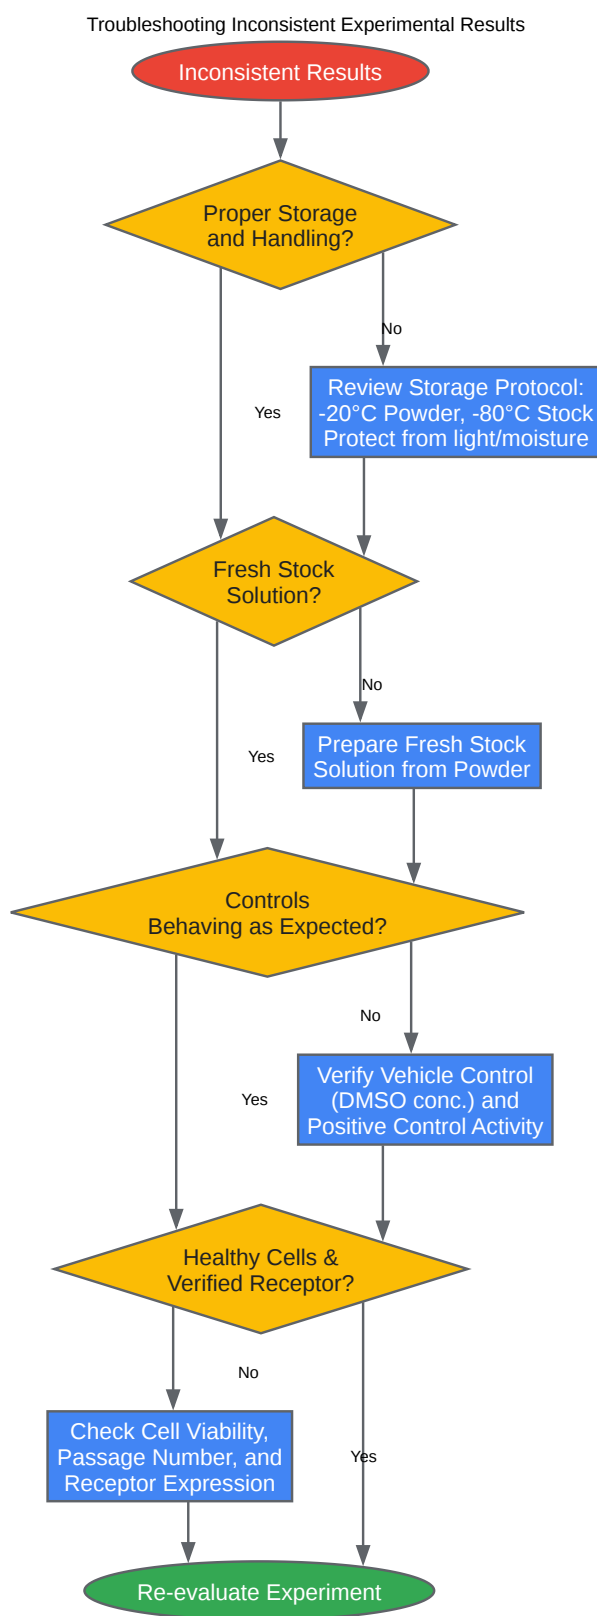 Troubleshooting Inconsistent Experimental Results
Inconsistent Results
Proper Storage
and Handling?
No
Review Storage Protocol:
-20°C Powder, -80°C Stock
Protect from light/moisture
Yes
Fresh Stock
Solution?
No
Prepare Fresh Stock
Solution from Powder
Yes
Controls
Behaving as Expected?
No
Verify Vehicle Control
(DMSO conc.) and
Positive Control Activity
Yes
Healthy Cells &
Verified Receptor?
No
Check Cell Viability,
Passage Number, and
Receptor Expression
Yes
Re-evaluate Experiment